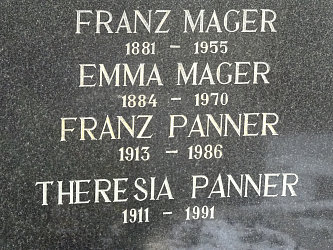 FRANZ MAGER
1881 – 1955
EMMA MAGER
1884 – 1970
FRANZ PANNER
1913 – 1986
THERESIA PANNER
1911 – 1991